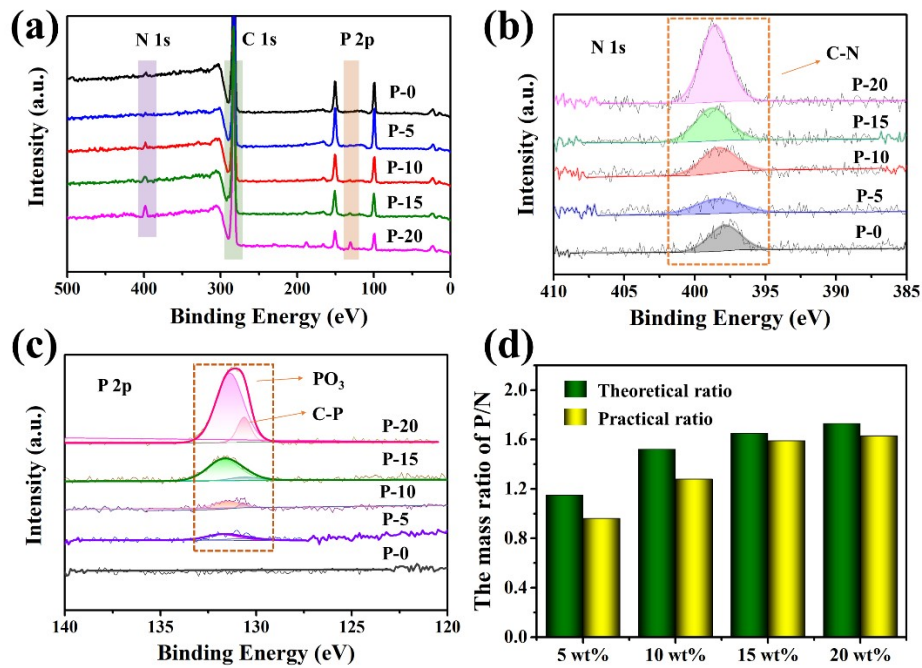 (a)
N 1s
C 1s
P 2p
P-0
P-5
P-10
P-15
P-20
Intensity (a.u.)
500 400 300 200 100 0
Binding Energy (eV)
(b)
N 1s
C-N
P-20
P-15
P-10
P-5
P-0
Intensity (a.u.)
410 405 400 395 390 385
Binding Energy (eV)
(c)
P 2p
PO₃
C-P
P-20
P-15
P-10
P-5
P-0
Intensity (a.u.)
140 135 130 125 120
Binding Energy (eV)
(d)
Theoretical ratio
Practical ratio
The mass ratio of P/N
2.0
1.6
1.2
0.8
0.4
0.0
5 wt% 10 wt% 15 wt% 20 wt%